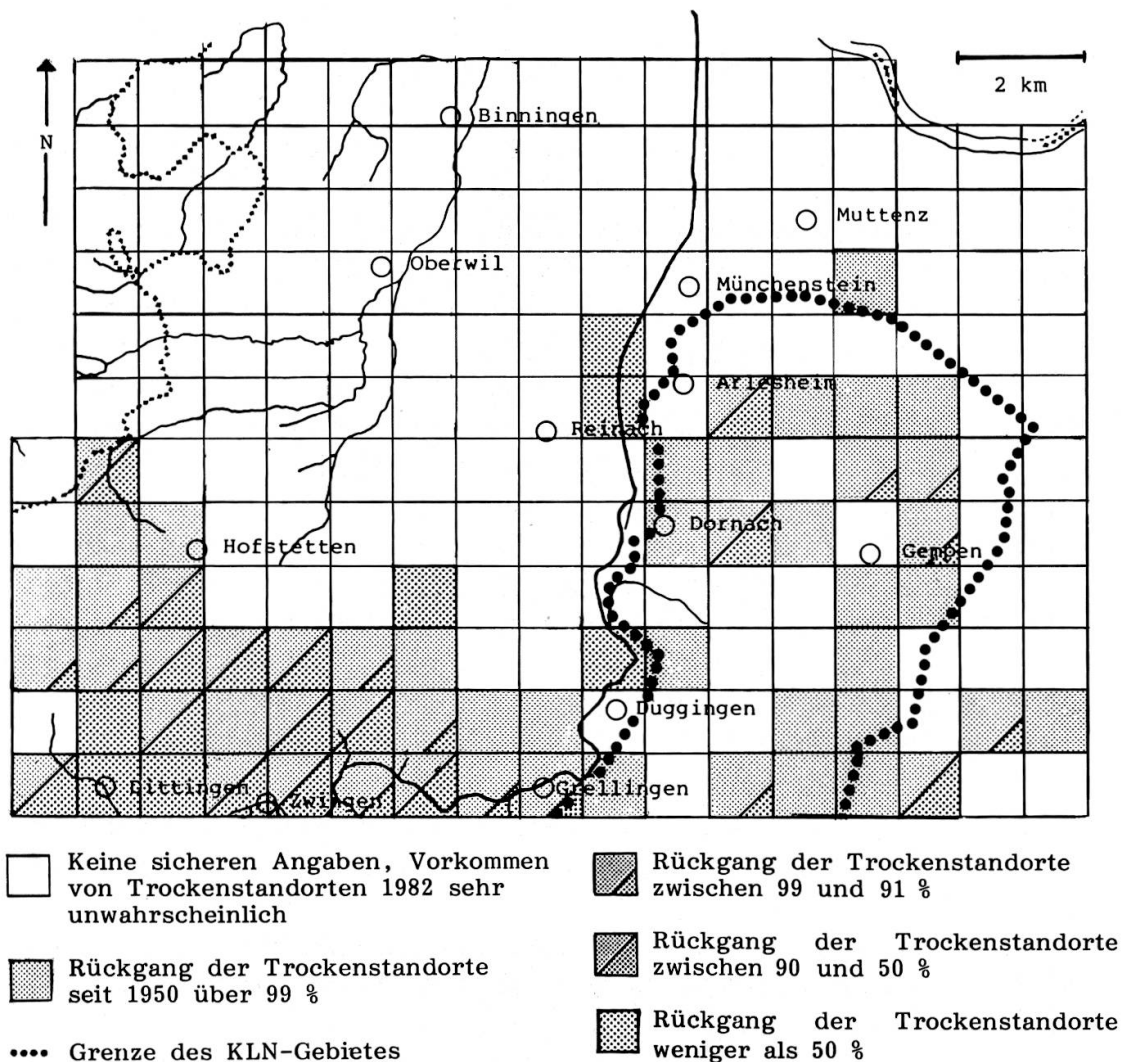 2 km
N
Binningen
Muttenz
Oberwil
Münchenstein
Arlesheim
Reinach
Dornach
Hofstetten
Gempen
Duggingen
Dittingen
Zwingen
Grellingen
Keine sicheren Angaben, Vorkommen
von Trockenstandorten 1982 sehr
unwahrscheinlich
Rückgang der Trockenstandorte
seit 1950 über 99 %
Grenze des KLN-Gebietes
Rückgang der Trockenstandorte
zwischen 99 und 91 %
Rückgang der Trockenstandorte
zwischen 90 und 50 %
Rückgang der Trockenstandorte
weniger als 50 %